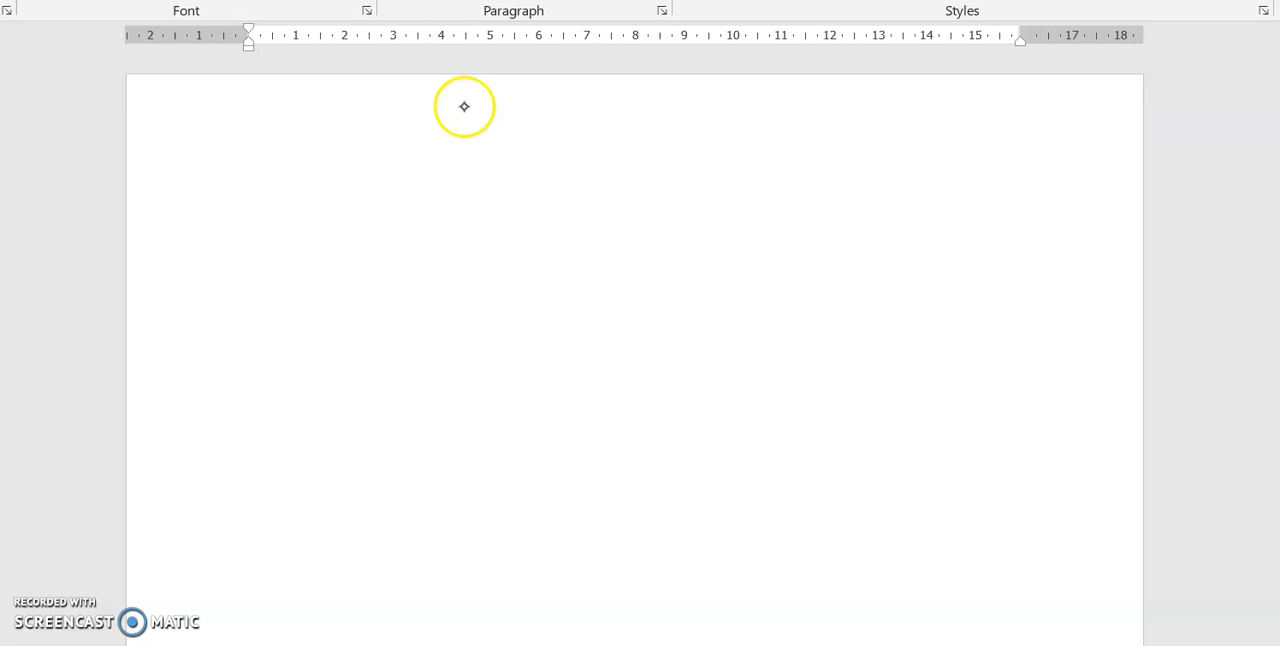 Font Paragraph Styles
2 1 1 2 3 4 5 6 7 8 9 10 11 12 13 14 15 17 18
RECORDED WITH
SCREENCAST MATIC